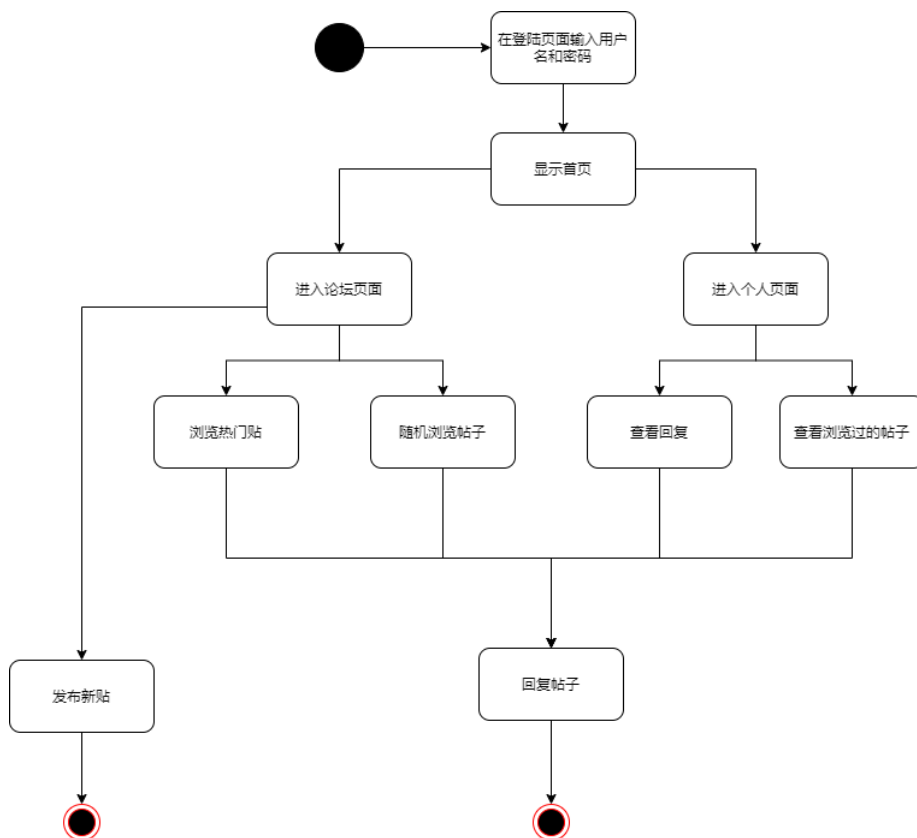 在登陆页面输入用户
名和密码
显示首页
进入论坛页面
进入个人页面
浏览热门贴
随机浏览帖子
查看回复
查看浏览过的帖子
发布新贴
回复帖子